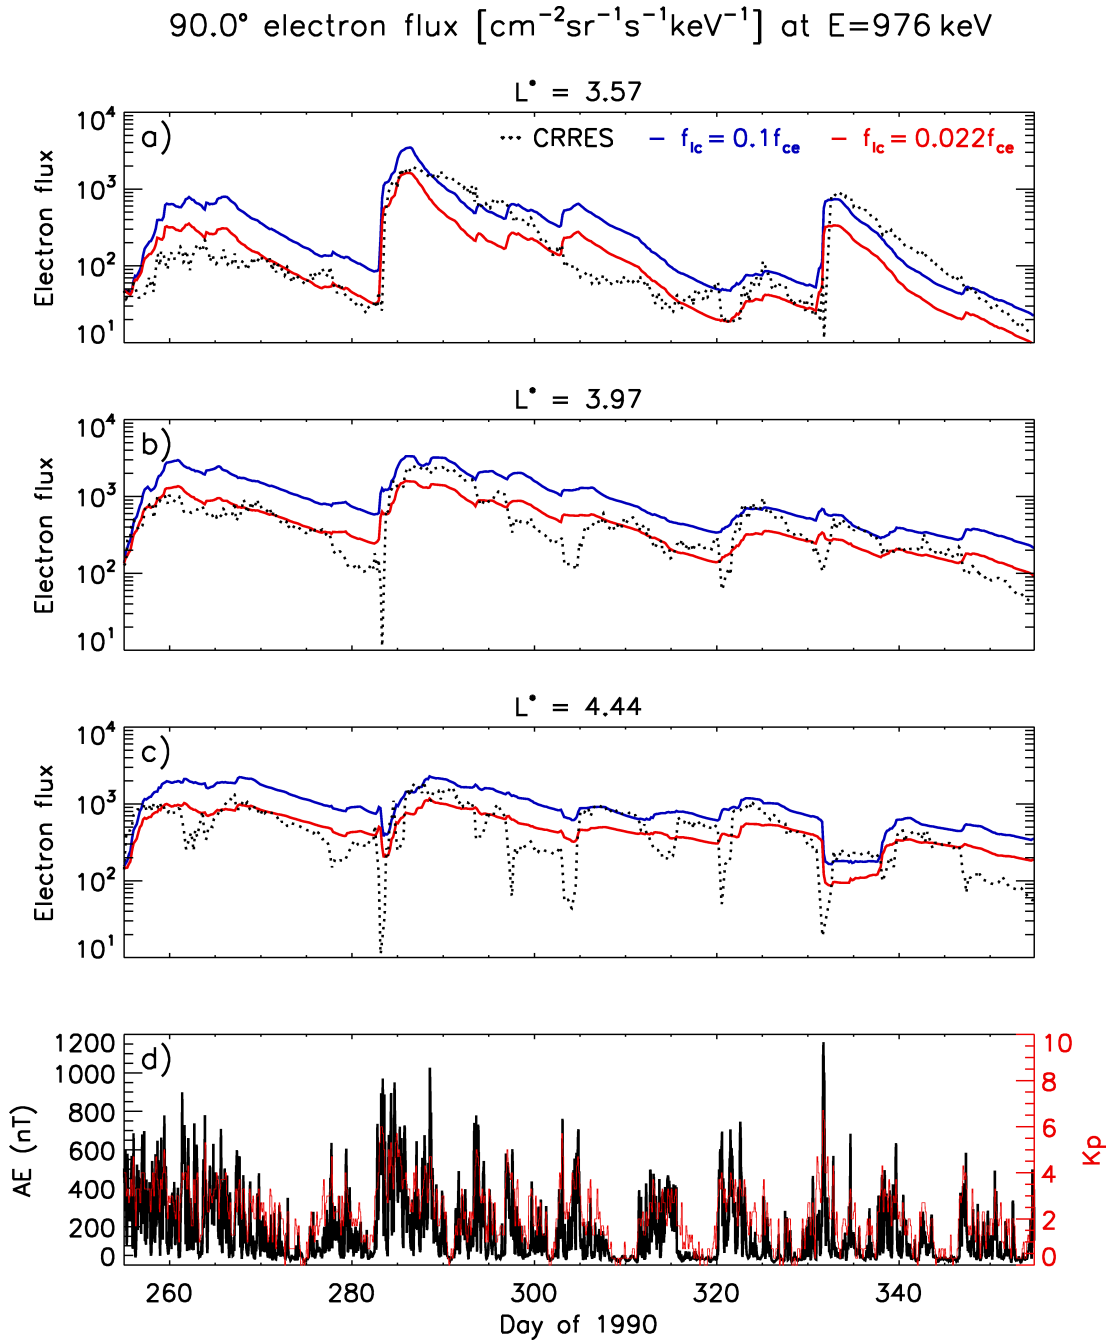 90.0° electron flux [cm⁻²sr⁻¹s⁻¹keV⁻¹] at E=976 keV
L* = 3.57
a)
CRRES
f_lc = 0.1f_ce
f_lc = 0.022f_ce
Electron flux
10⁴
10³
10²
10¹
L* = 3.97
b)
Electron flux
10⁴
10³
10²
10¹
L* = 4.44
c)
Electron flux
10⁴
10³
10²
10¹
d)
AE (nT)
1200
1000
800
600
400
200
0
10
8
6
4
2
0
Kp
260 280 300 320 340
Day of 1990